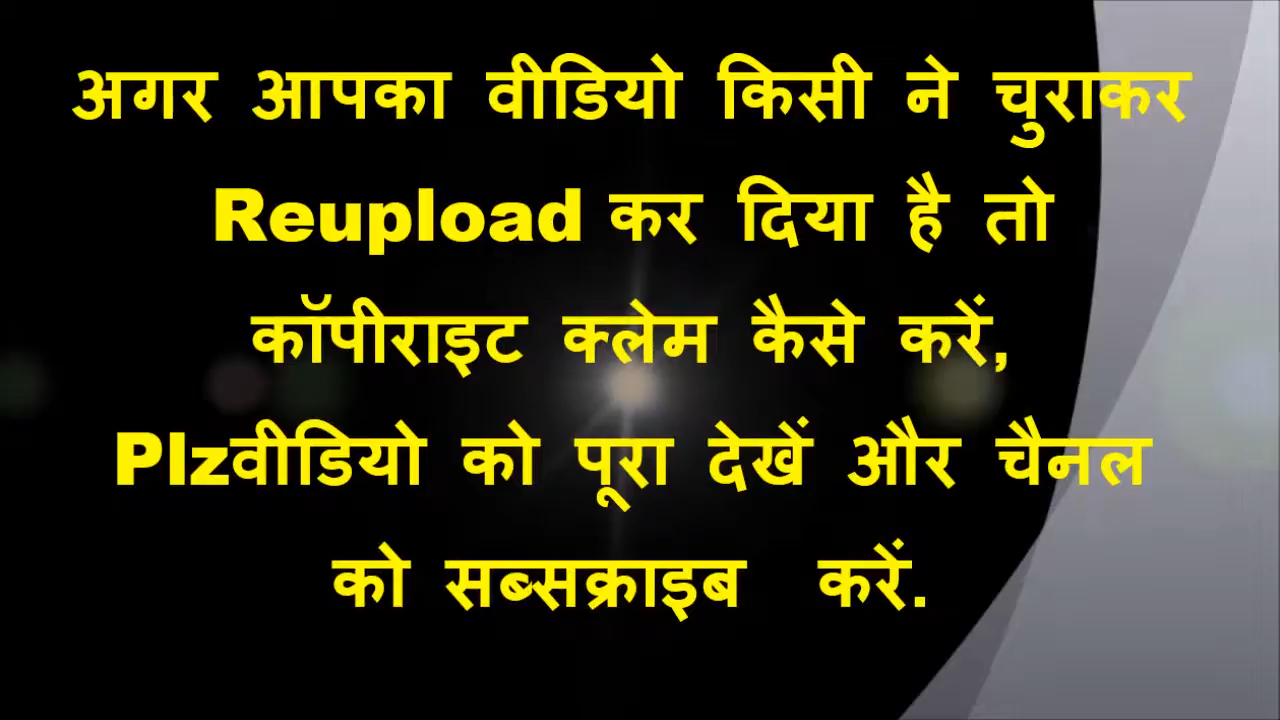 अगर आपका वीडियो किसी ने चुराकर
Reupload कर दिया है तो
कॉपीराइट क्लेम कैसे करें,
Plzवीडियो को पूरा देखें और चैनल
को सब्सक्राइब करें.